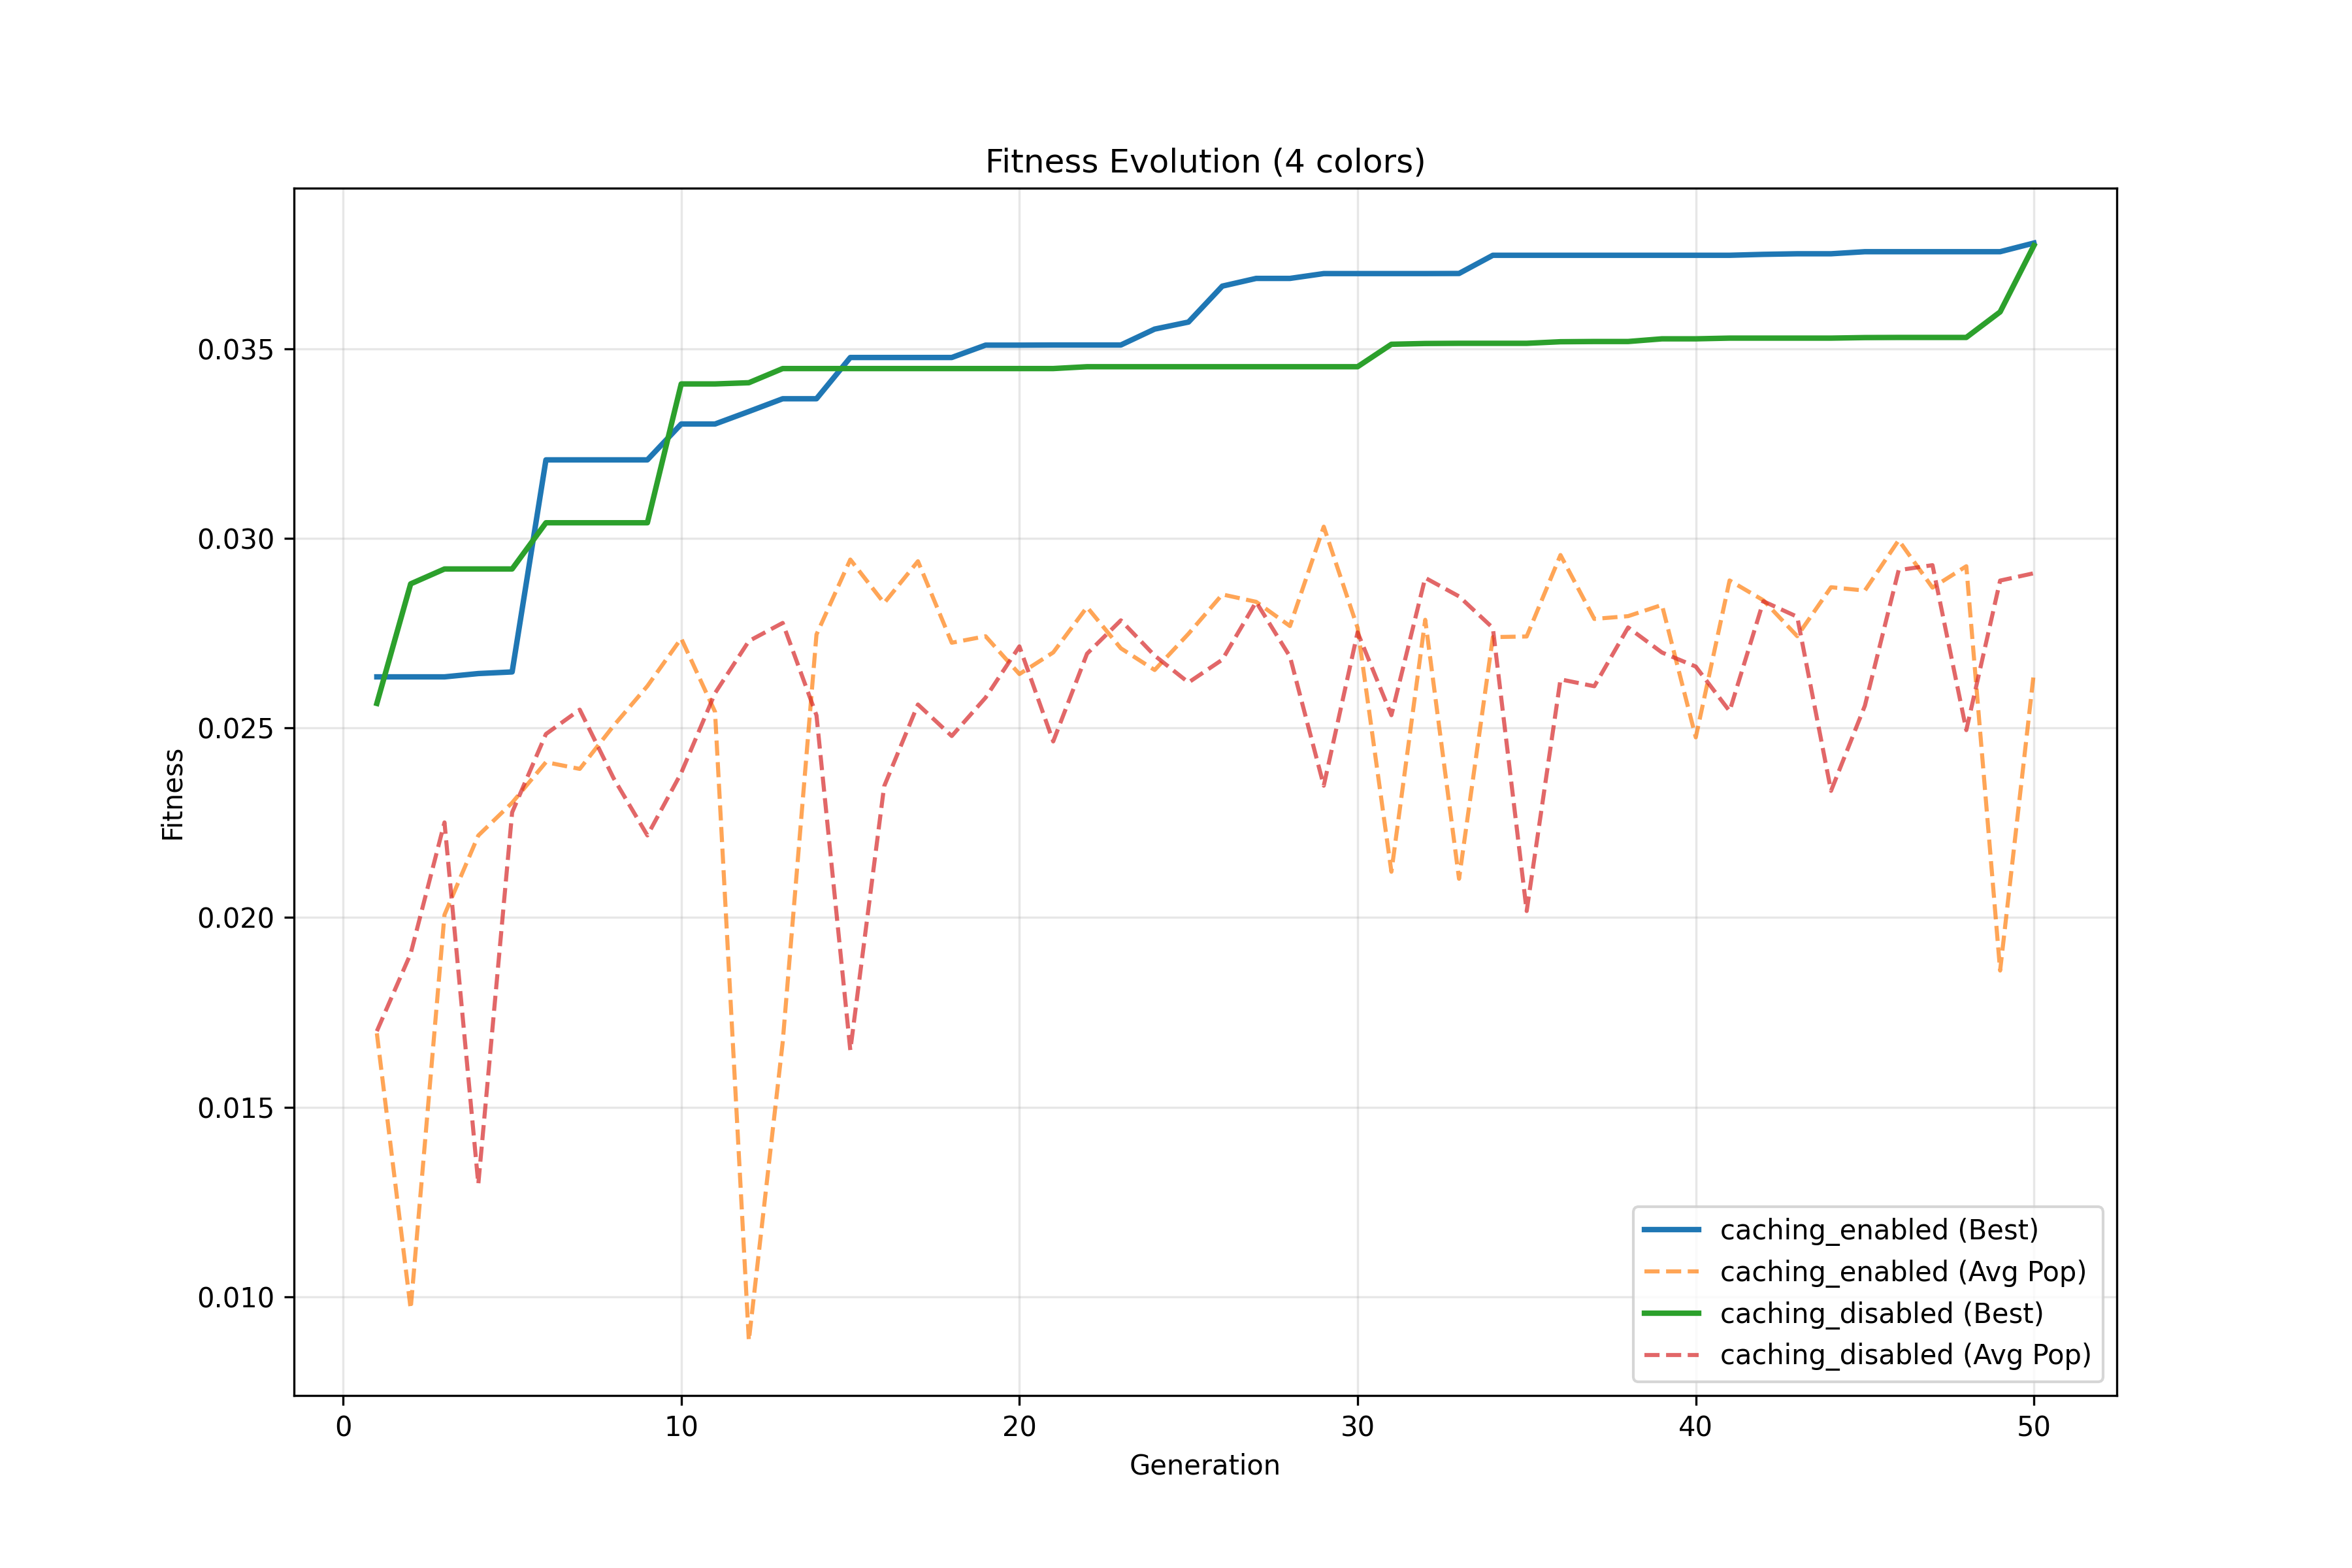 Fitness Evolution (4 colors)
Fitness
0.035
0.030
0.025
0.020
0.015
0.010
0
10
20
30
40
50
Generation
caching_enabled (Best)
caching_enabled (Avg Pop)
caching_disabled (Best)
caching_disabled (Avg Pop)